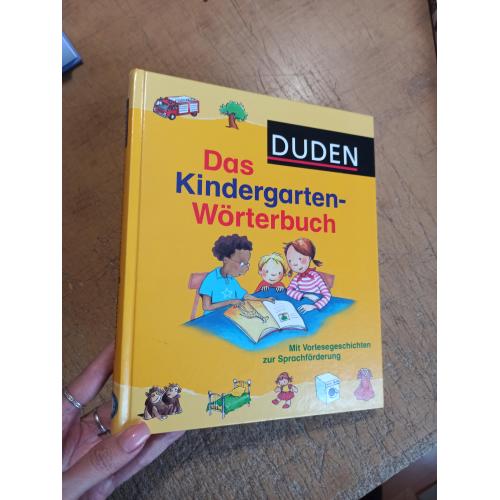 DUDEN
Das
Kindergarten-
Wörterbuch
Mit Vorlesegeschichten
zur Sprachförderung